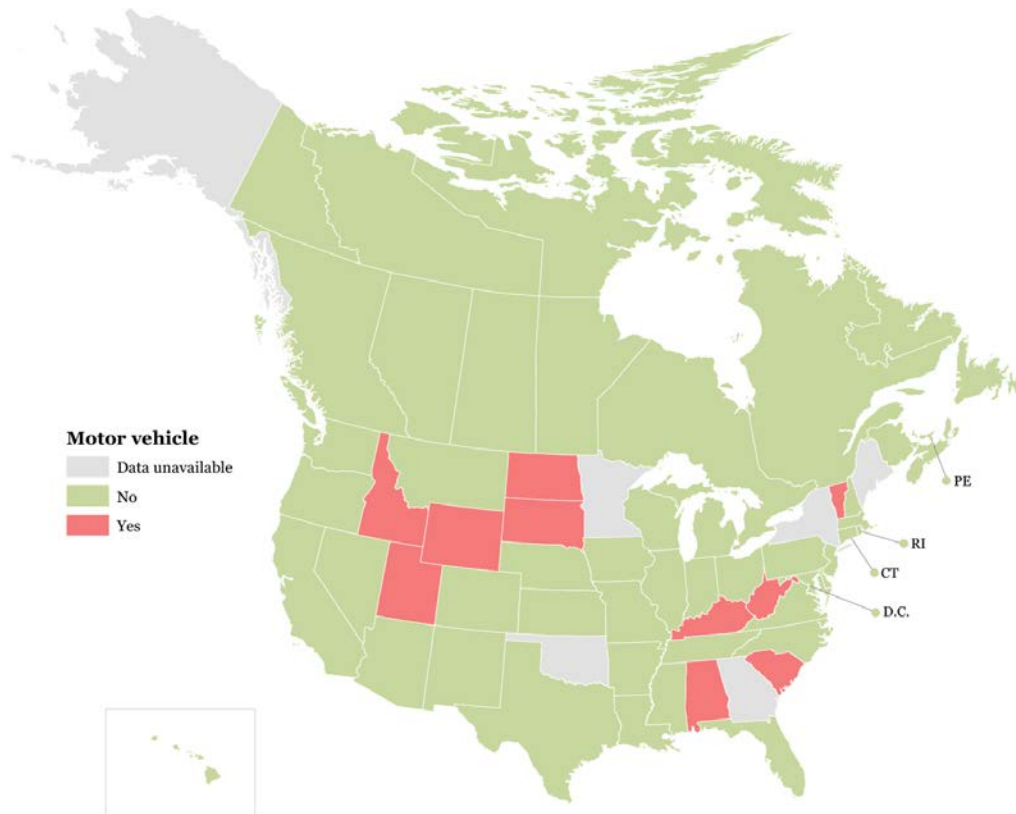 Motor vehicle
Data unavailable
No
Yes
PE
RI
CT
D.C.